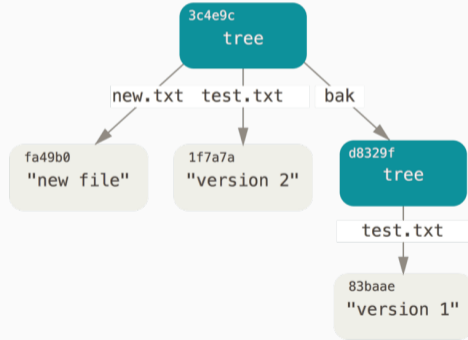 3c4e9c
tree
new.txt test.txt bak
fa49b0
"new file"
1f7a7a
"version 2"
d8329f
tree
test.txt
83baae
"version 1"